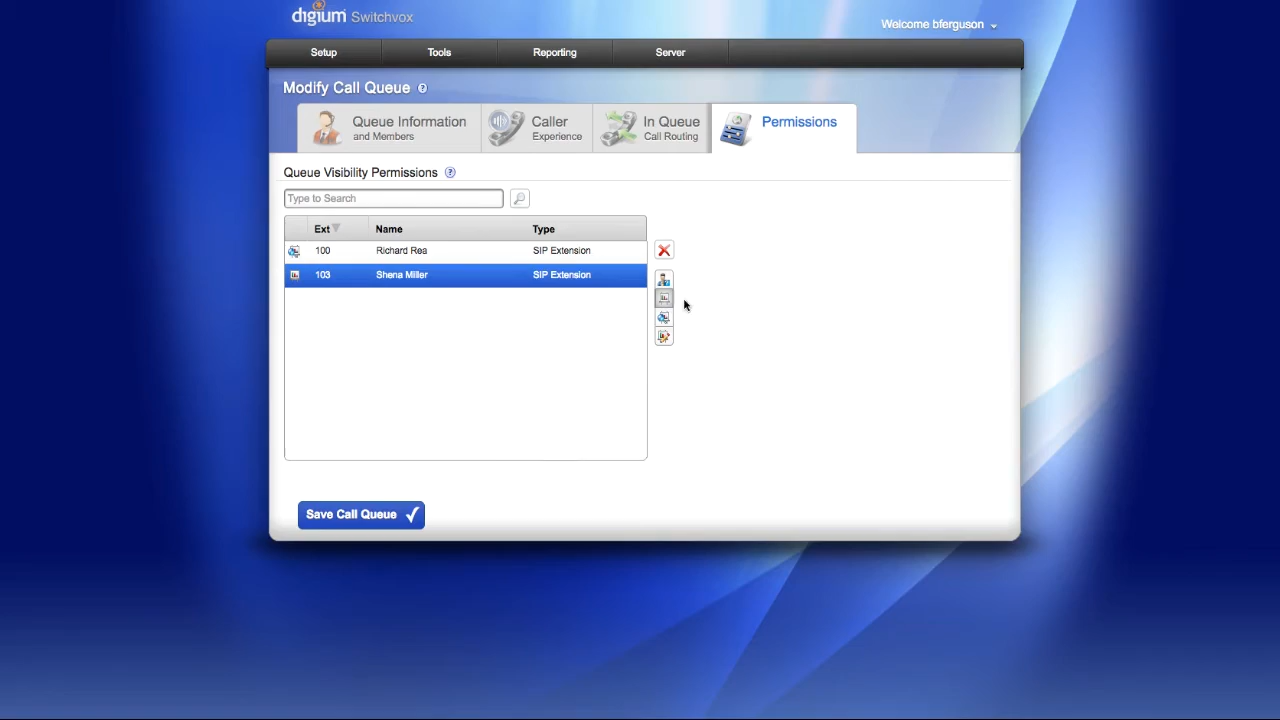 digium Switchvox
Welcome bferguson
Setup Tools Reporting Server
Modify Call Queue ?
Queue Information
and Members
Caller
Experience
In Queue
Call Routing
Permissions
Queue Visibility Permissions ?
Type to Search
Ext Name Type
100 Richard Rea SIP Extension
103 Shena Miller SIP Extension
Save Call Queue